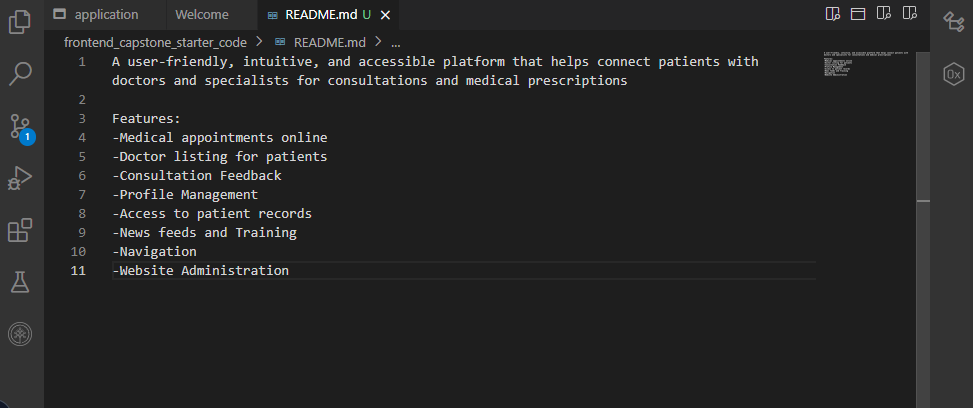 application
Welcome
README.md U
frontend_capstone_starter_code > README.md > ...
1 A user-friendly, intuitive, and accessible platform that helps connect patients with
doctors and specialists for consultations and medical prescriptions
2
3 Features:
4 -Medical appointments online
5 -Doctor listing for patients
6 -Consultation Feedback
7 -Profile Management
8 -Access to patient records
9 -News feeds and Training
10 -Navigation
11 -Website Administration
1
0x